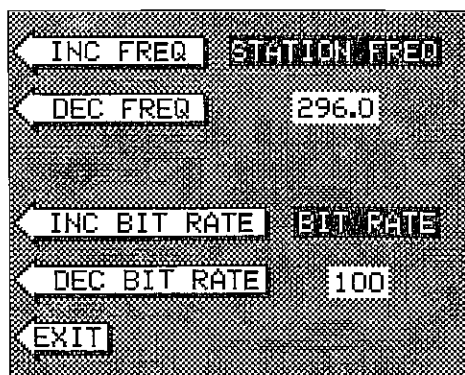 INC FREQ STATION FREQ
DEC FREQ 296.0
INC BIT RATE BIT RATE
DEC BIT RATE 100
EXIT